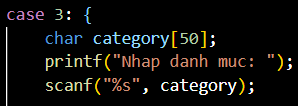 case 3: {
    char category[50];
    printf("Nhap danh muc: ");
    scanf("%s", category);